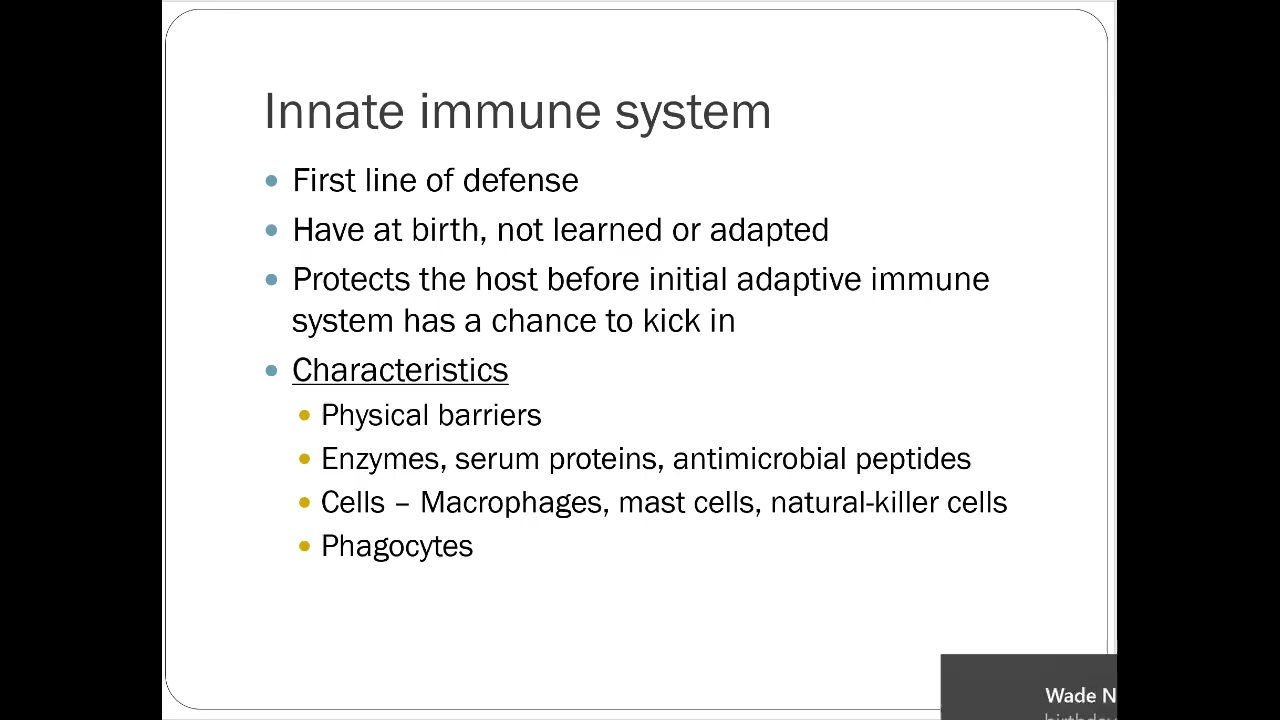 Innate immune system
• First line of defense
• Have at birth, not learned or adapted
• Protects the host before initial adaptive immune
system has a chance to kick in
• Characteristics
• Physical barriers
• Enzymes, serum proteins, antimicrobial peptides
• Cells – Macrophages, mast cells, natural-killer cells
• Phagocytes
Wade N